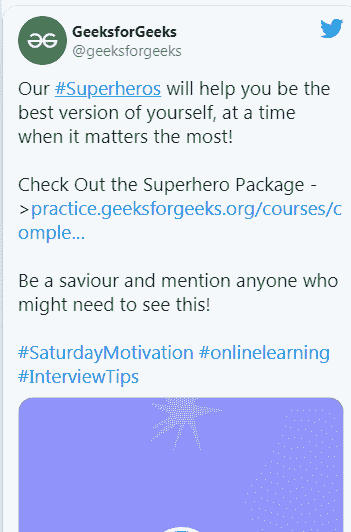 GeeksforGeeks
@geeksforgeeks
Our #Superheros will help you be the
best version of yourself, at a time
when it matters the most!
Check Out the Superhero Package -
>practice.geeksforgeeks.org/courses/c
omple...
Be a saviour and mention anyone who
might need to see this!
#SaturdayMotivation #onlinelearning
#InterviewTips